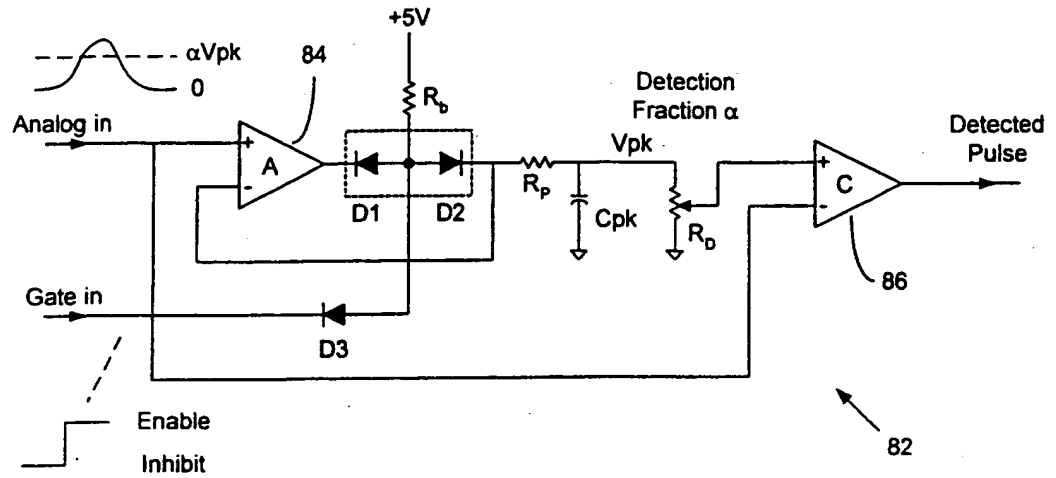 +5V
αVpk
0
84
R_b
Detection
Fraction α
Analog in
Detected
Pulse
+
A
-
D1
D2
R_P
Vpk
Cpk
R_D
+
C
-
86
Gate in
D3
Enable
Inhibit
82